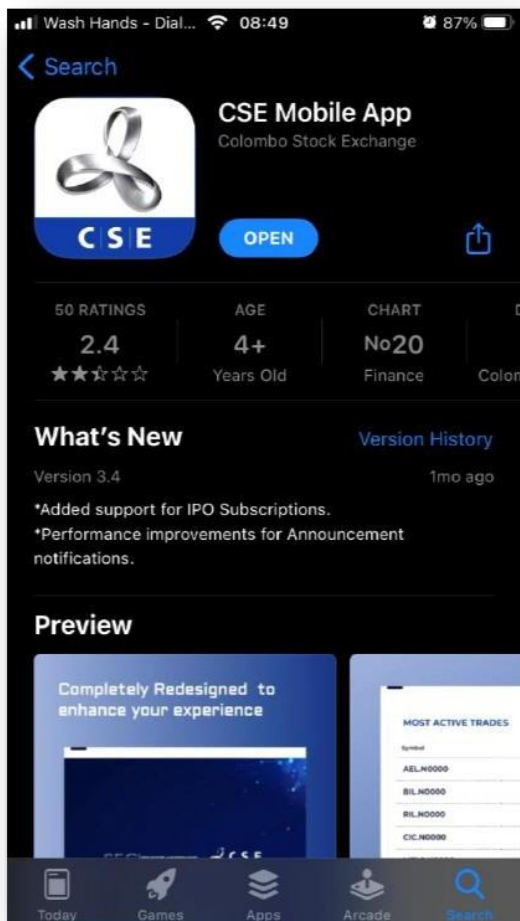 Wash Hands - Dial... 08:49 87%
Search
CSE Mobile App
Colombo Stock Exchange
C|S|E
OPEN
50 RATINGS AGE CHART
2.4 4+ No20
Years Old Finance Colom
What's New Version History
Version 3.4 1mo ago
*Added support for IPO Subscriptions.
*Performance improvements for Announcement
notifications.
Preview
Completely Redesigned to
enhance your experience
MOST ACTIVE TRADES
Symbol
AEL.N0000
BIL.N0000
RIL.N0000
CIC.N0000
CSE
Today Games Apps Arcade Search